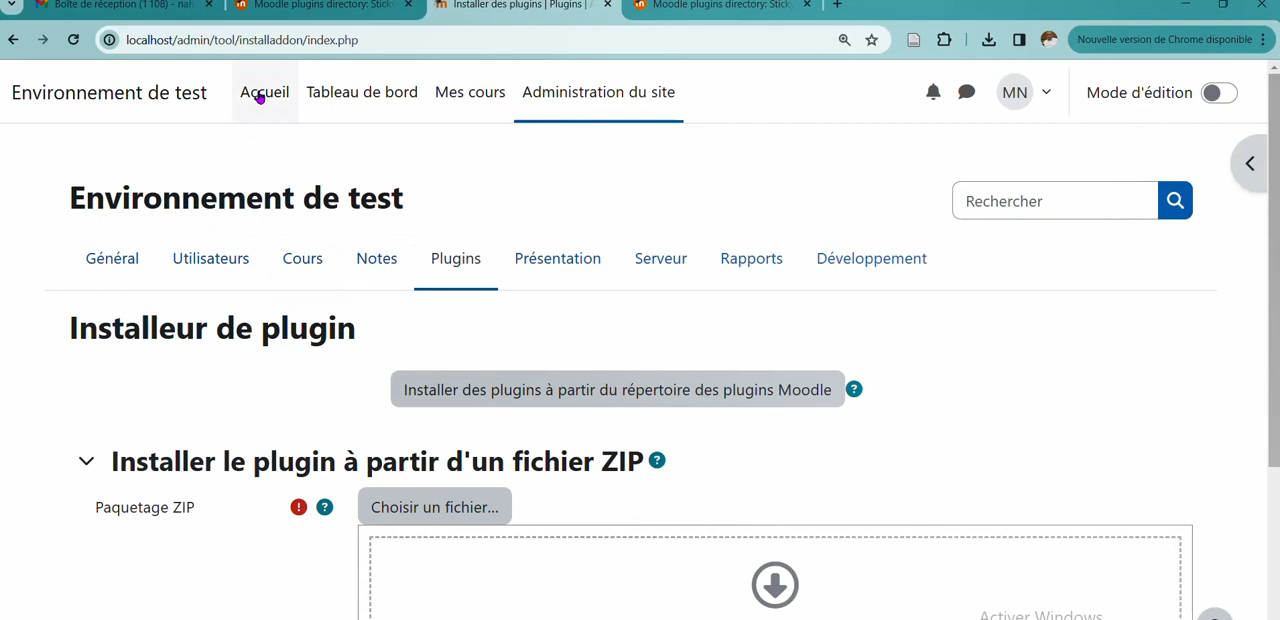 Boîte de réception (1 108) - nah
Moodle plugins directory: Sticky
Installer des plugins | Plugins | A
Moodle plugins directory: Sticky
localhost/admin/tool/installaddon/index.php
Nouvelle version de Chrome disponible
Environnement de test
Accueil
Tableau de bord
Mes cours
Administration du site
MN
Mode d'édition
Environnement de test
Rechercher
Général
Utilisateurs
Cours
Notes
Plugins
Présentation
Serveur
Rapports
Développement
Installeur de plugin
Installer des plugins à partir du répertoire des plugins Moodle
Installer le plugin à partir d'un fichier ZIP
Paquetage ZIP
Choisir un fichier...
Activer Windows